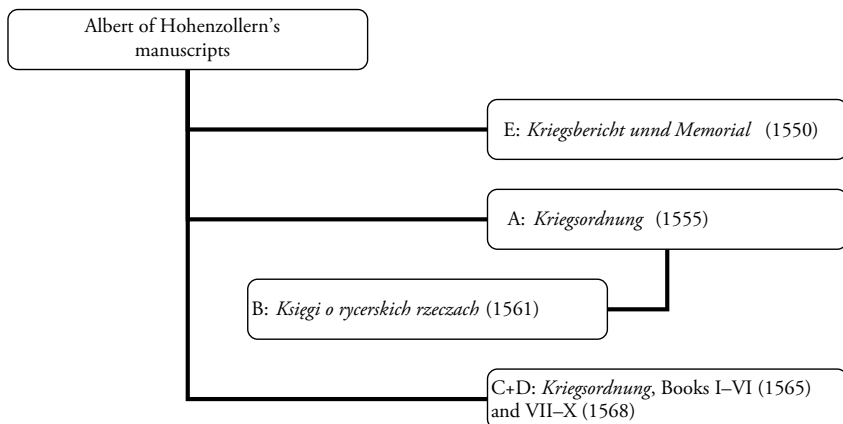 Albert of Hohenzollern's
manuscripts
E: Kriegsbericht unnd Memorial (1550)
A: Kriegsordnung (1555)
B: Księgi o rycerskich rzeczach (1561)
C+D: Kriegsordnung, Books I–VI (1565)
and VII–X (1568)